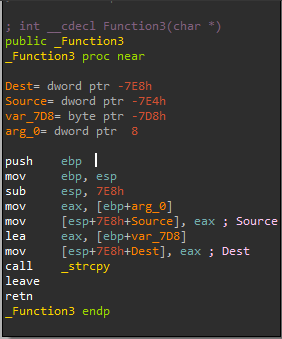 ; int __cdecl Function3(char *)
public _Function3
_Function3 proc near
Dest= dword ptr -7E8h
Source= dword ptr -7E4h
var_7D8= byte ptr -7D8h
arg_0= dword ptr  8
push    ebp
mov     ebp, esp
sub     esp, 7E8h
mov     eax, [ebp+arg_0]
mov     [esp+7E8h+Source], eax ; Source
lea     eax, [ebp+var_7D8]
mov     [esp+7E8h+Dest], eax ; Dest
call    _strcpy
leave
retn
_Function3 endp